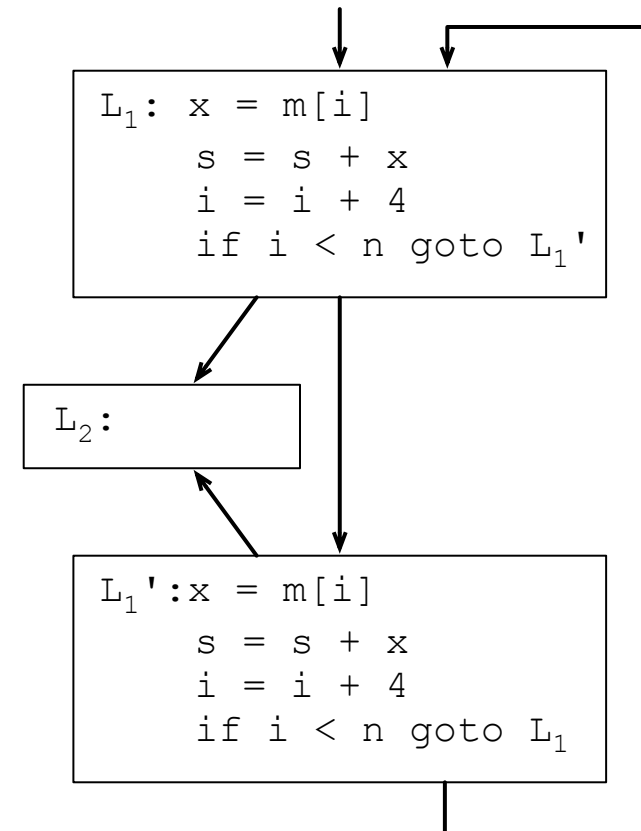 L₁: x = m[i]
s = s + x
i = i + 4
if i < n goto L₁'
L₂:
L₁':x = m[i]
s = s + x
i = i + 4
if i < n goto L₁